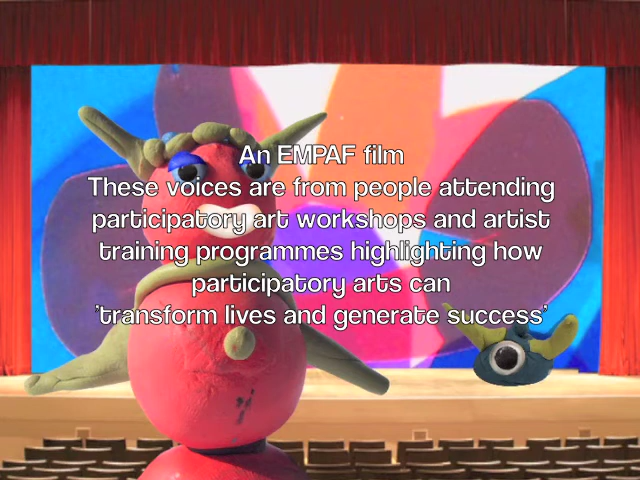 An EMPAF film
These voices are from people attending
participatory art workshops and artist
training programmes highlighting how
participatory arts can
'transform lives and generate success'